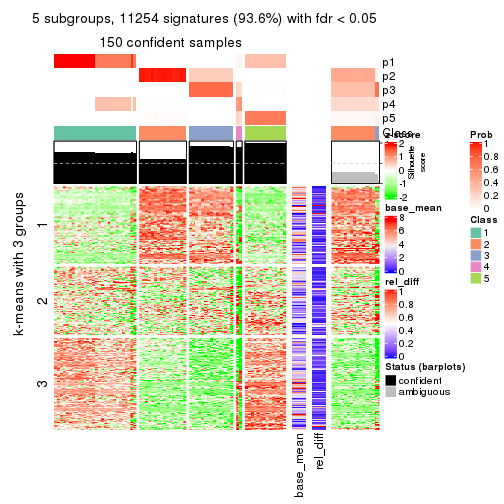 5 subgroups, 11254 signatures (93.6%) with fdr < 0.05
150 confident samples
p1
p2
p3
p4
p5
Class
Silhouette
score
k-means with 3 groups
1
2
3
base_mean
rel_diff
z-score
2
1
0
-1
-2
base_mean
8
6
4
2
0
rel_diff
1
0.8
0.6
0.4
0.2
0
Status (barplots)
confident
ambiguous
Prob
1
0.8
0.6
0.4
0.2
0
Class
1
2
3
4
5